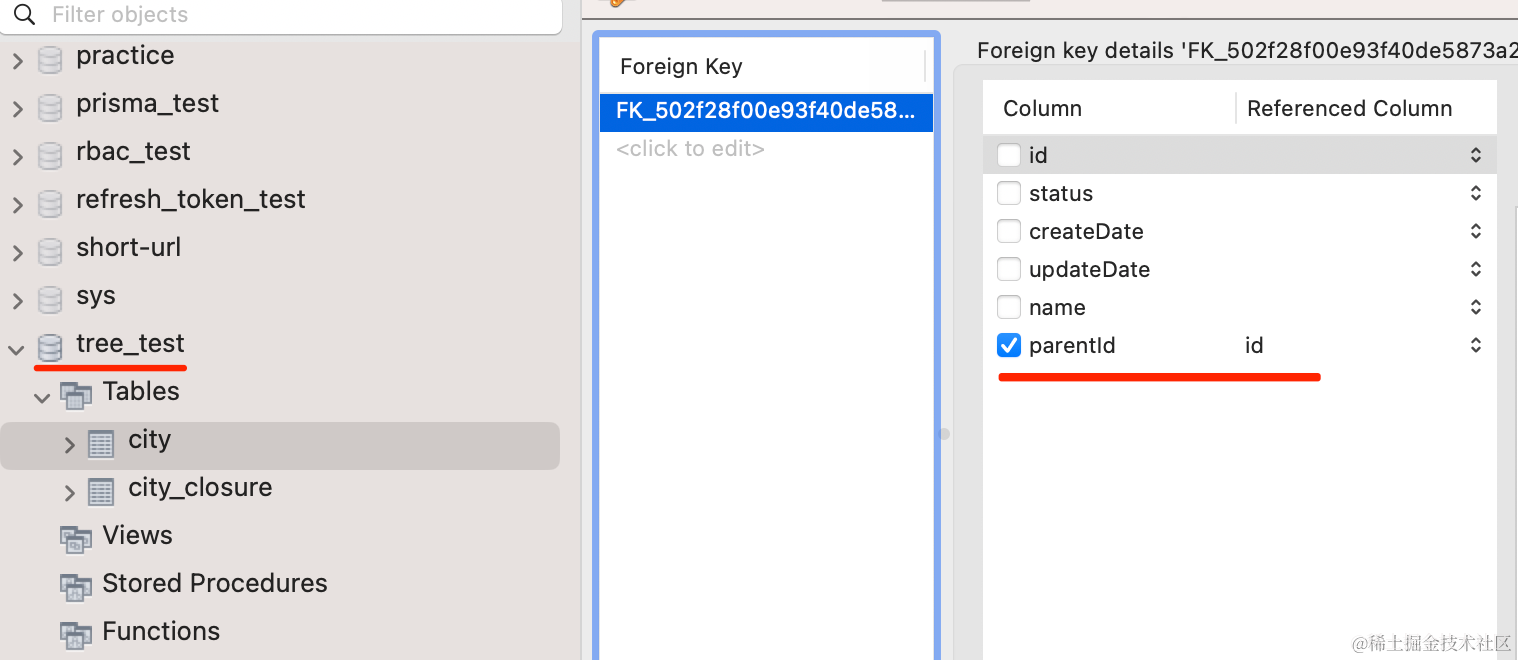 Filter objects
practice
prisma_test
rbac_test
refresh_token_test
short-url
sys
tree_test
Tables
city
city_closure
Views
Stored Procedures
Functions
Foreign Key
FK_502f28f00e93f40de58...
<click to edit>
Foreign key details 'FK_502f28f00e93f40de5873a2
Column Referenced Column
id
status
createDate
updateDate
name
parentId id
@稀土掘金技术社区